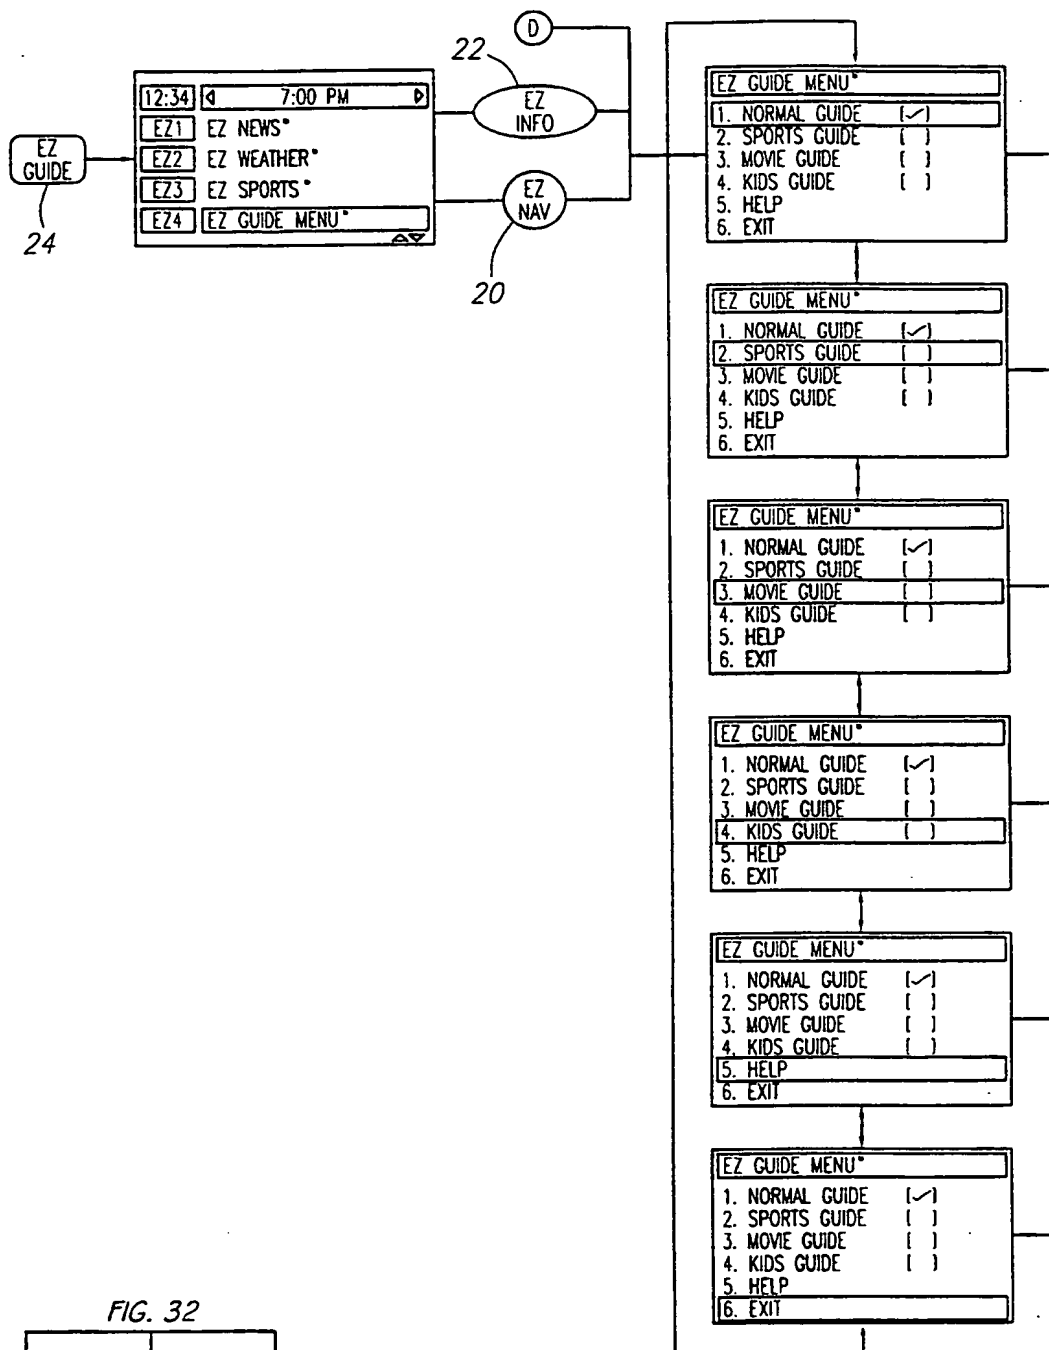 D
22
EZ
INFO
12:34 7:00 PM
EZ1 EZ NEWS
EZ2 EZ WEATHER
EZ3 EZ SPORTS
EZ4 EZ GUIDE MENU
EZ
GUIDE
24
EZ
NAV
20
EZ GUIDE MENU
1. NORMAL GUIDE [✓]
2. SPORTS GUIDE [ ]
3. MOVIE GUIDE [ ]
4. KIDS GUIDE [ ]
5. HELP
6. EXIT
EZ GUIDE MENU
1. NORMAL GUIDE [✓]
2. SPORTS GUIDE [ ]
3. MOVIE GUIDE [ ]
4. KIDS GUIDE [ ]
5. HELP
6. EXIT
EZ GUIDE MENU
1. NORMAL GUIDE [✓]
2. SPORTS GUIDE [ ]
3. MOVIE GUIDE [ ]
4. KIDS GUIDE [ ]
5. HELP
6. EXIT
EZ GUIDE MENU
1. NORMAL GUIDE [✓]
2. SPORTS GUIDE [ ]
3. MOVIE GUIDE [ ]
4. KIDS GUIDE [ ]
5. HELP
6. EXIT
EZ GUIDE MENU
1. NORMAL GUIDE [✓]
2. SPORTS GUIDE [ ]
3. MOVIE GUIDE [ ]
4. KIDS GUIDE [ ]
5. HELP
6. EXIT
EZ GUIDE MENU
1. NORMAL GUIDE [✓]
2. SPORTS GUIDE [ ]
3. MOVIE GUIDE [ ]
4. KIDS GUIDE [ ]
5. HELP
6. EXIT
FIG. 32